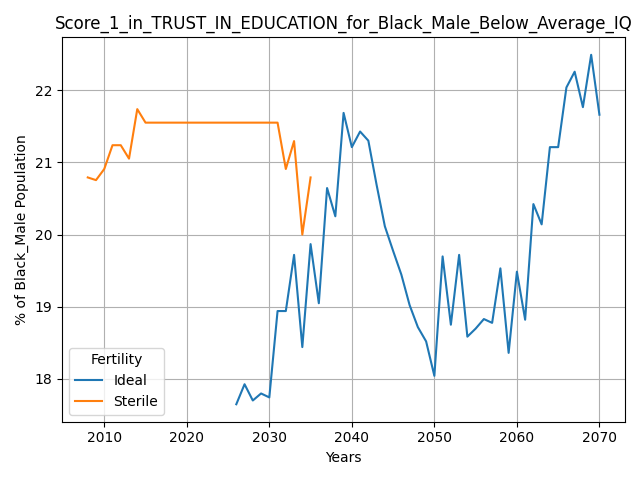 Score_1_in_TRUST_IN_EDUCATION_for_Black_Male_Below_Average_IQ
% of Black_Male Population
22
21
20
19
18
Fertility
Ideal
Sterile
2010 2020 2030 2040 2050 2060 2070
Years